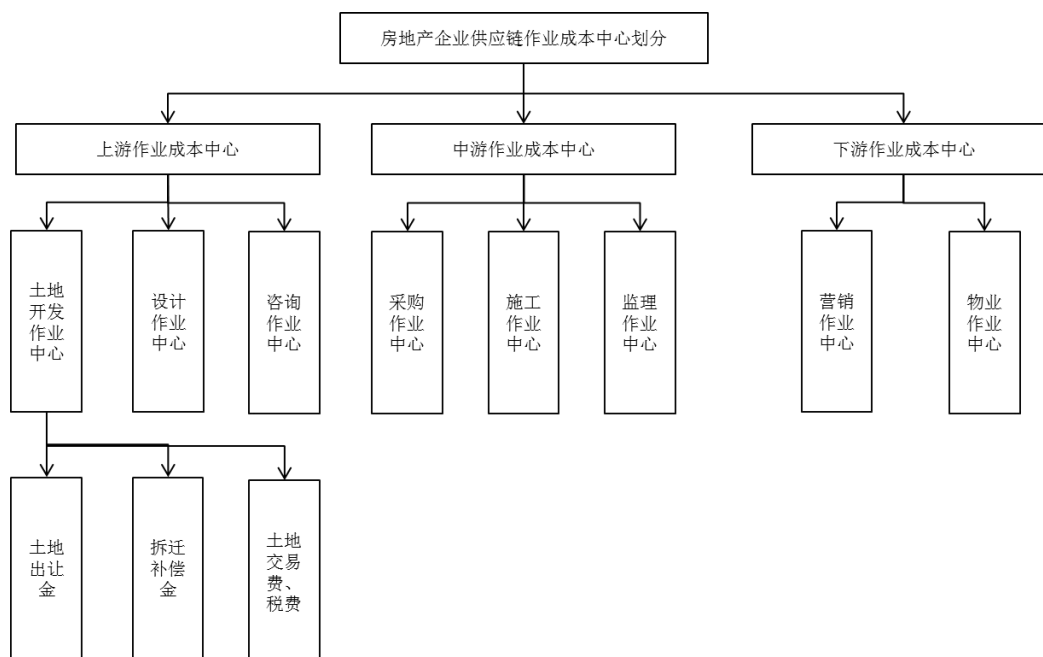 房地产企业供应链作业成本中心划分
上游作业成本中心
中游作业成本中心
下游作业成本中心
土地
开发
作业
中心
设计
作业
中心
咨询
作业
中心
采购
作业
中心
施工
作业
中心
监理
作业
中心
营销
作业
中心
物业
作业
中心
土地
出让
金
拆迁
补偿
金
土地
交易
费、
税费